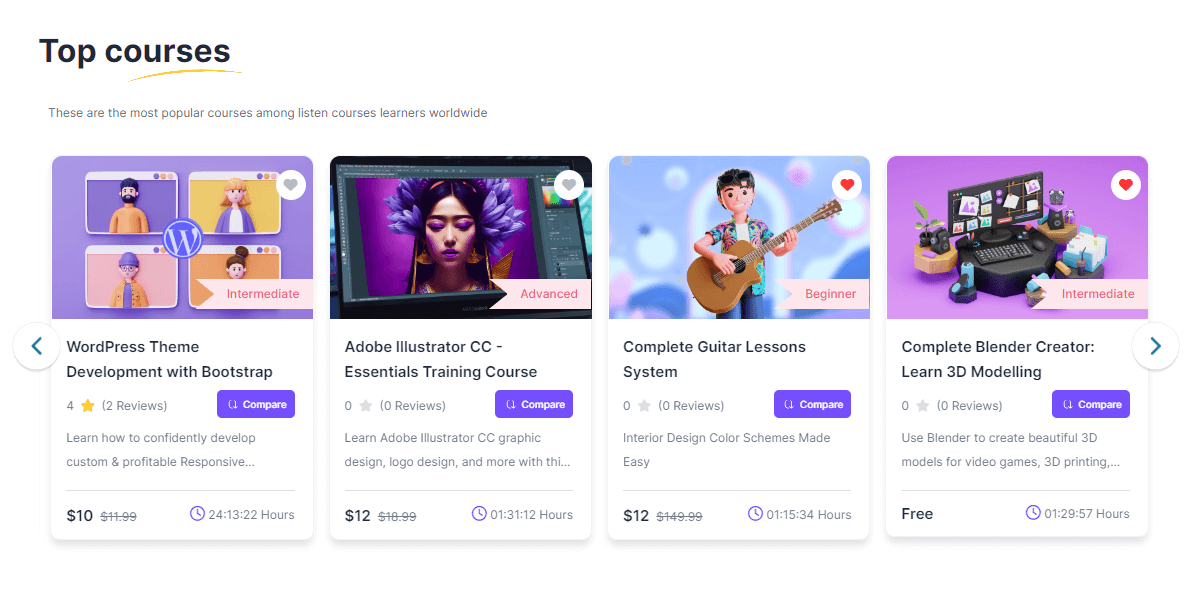 Top courses
These are the most popular courses among listen courses learners worldwide
Intermediate
WordPress Theme
Development with Bootstrap
4 (2 Reviews) Compare
Learn how to confidently develop
custom & profitable Responsive...
$10 $11.99 24:13:22 Hours
Advanced
Adobe Illustrator CC -
Essentials Training Course
0 (0 Reviews) Compare
Learn Adobe Illustrator CC graphic
design, logo design, and more with thi...
$12 $18.99 01:31:12 Hours
Beginner
Complete Guitar Lessons
System
0 (0 Reviews) Compare
Interior Design Color Schemes Made
Easy
$12 $149.99 01:15:34 Hours
Intermediate
Complete Blender Creator:
Learn 3D Modelling
0 (0 Reviews) Compare
Use Blender to create beautiful 3D
models for video games, 3D printing,...
Free 01:29:57 Hours